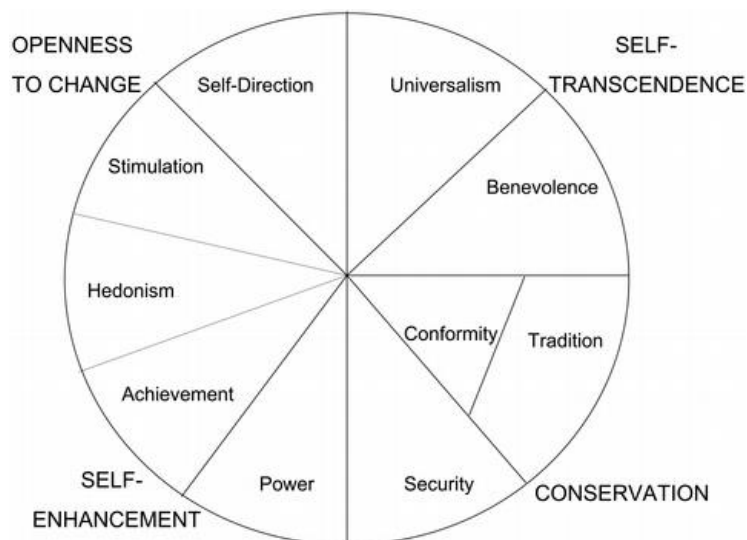 OPENNESS
TO CHANGE
SELF-
TRANSCENDENCE
Self-Direction
Universalism
Stimulation
Benevolence
Hedonism
Conformity
Tradition
Achievement
Power
Security
SELF-
ENHANCEMENT
CONSERVATION